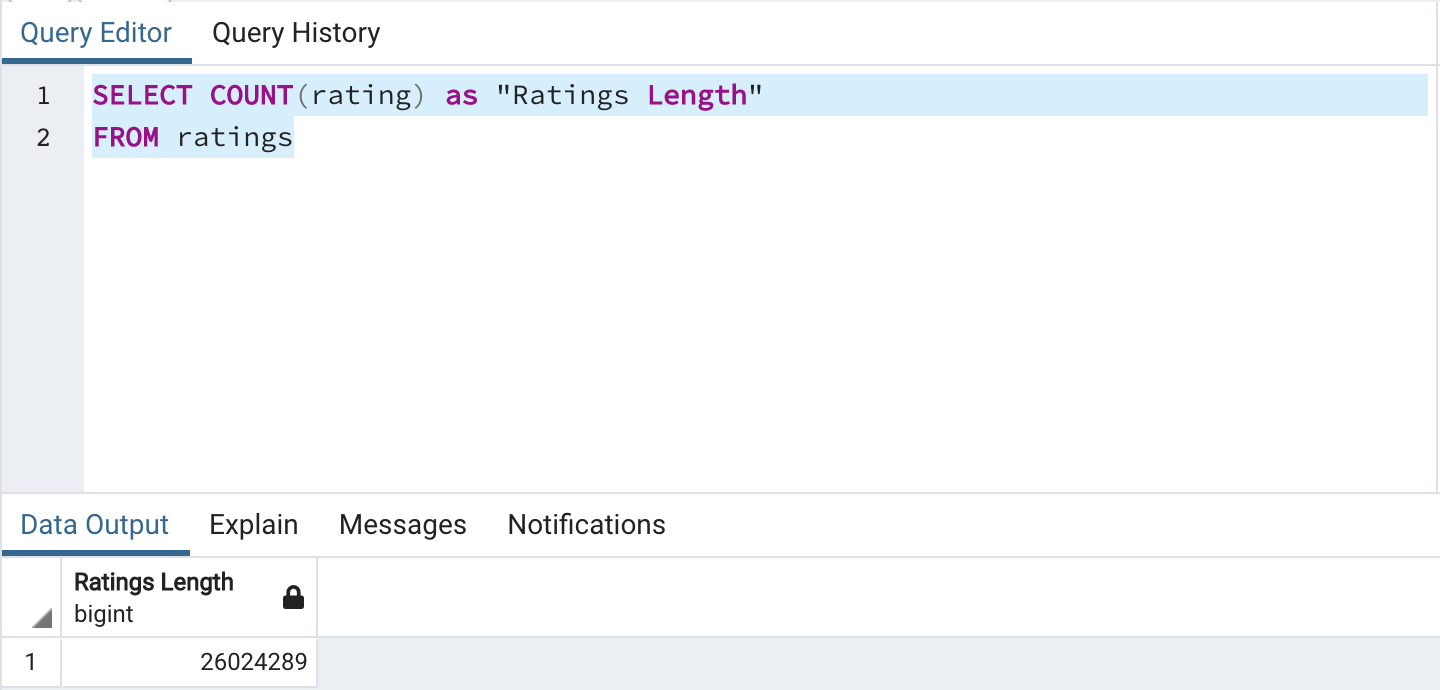 Query Editor Query History
1 SELECT COUNT(rating) as "Ratings Length"
2 FROM ratings
Data Output Explain Messages Notifications
Ratings Length
bigint
1 26024289